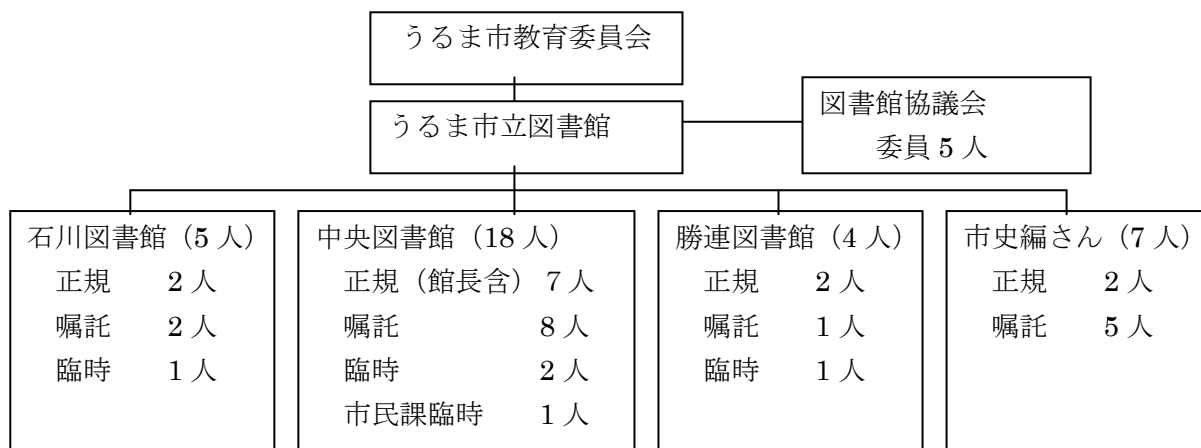 うるま市教育委員会
うるま市立図書館
図書館協議会
委員 5 人
石川図書館（5 人）
正規 2 人
嘱託 2 人
臨時 1 人
中央図書館（18 人）
正規（館長含） 7 人
嘱託 8 人
臨時 2 人
市民課臨時 1 人
勝連図書館（4 人）
正規 2 人
嘱託 1 人
臨時 1 人
市史編さん（7 人）
正規 2 人
嘱託 5 人